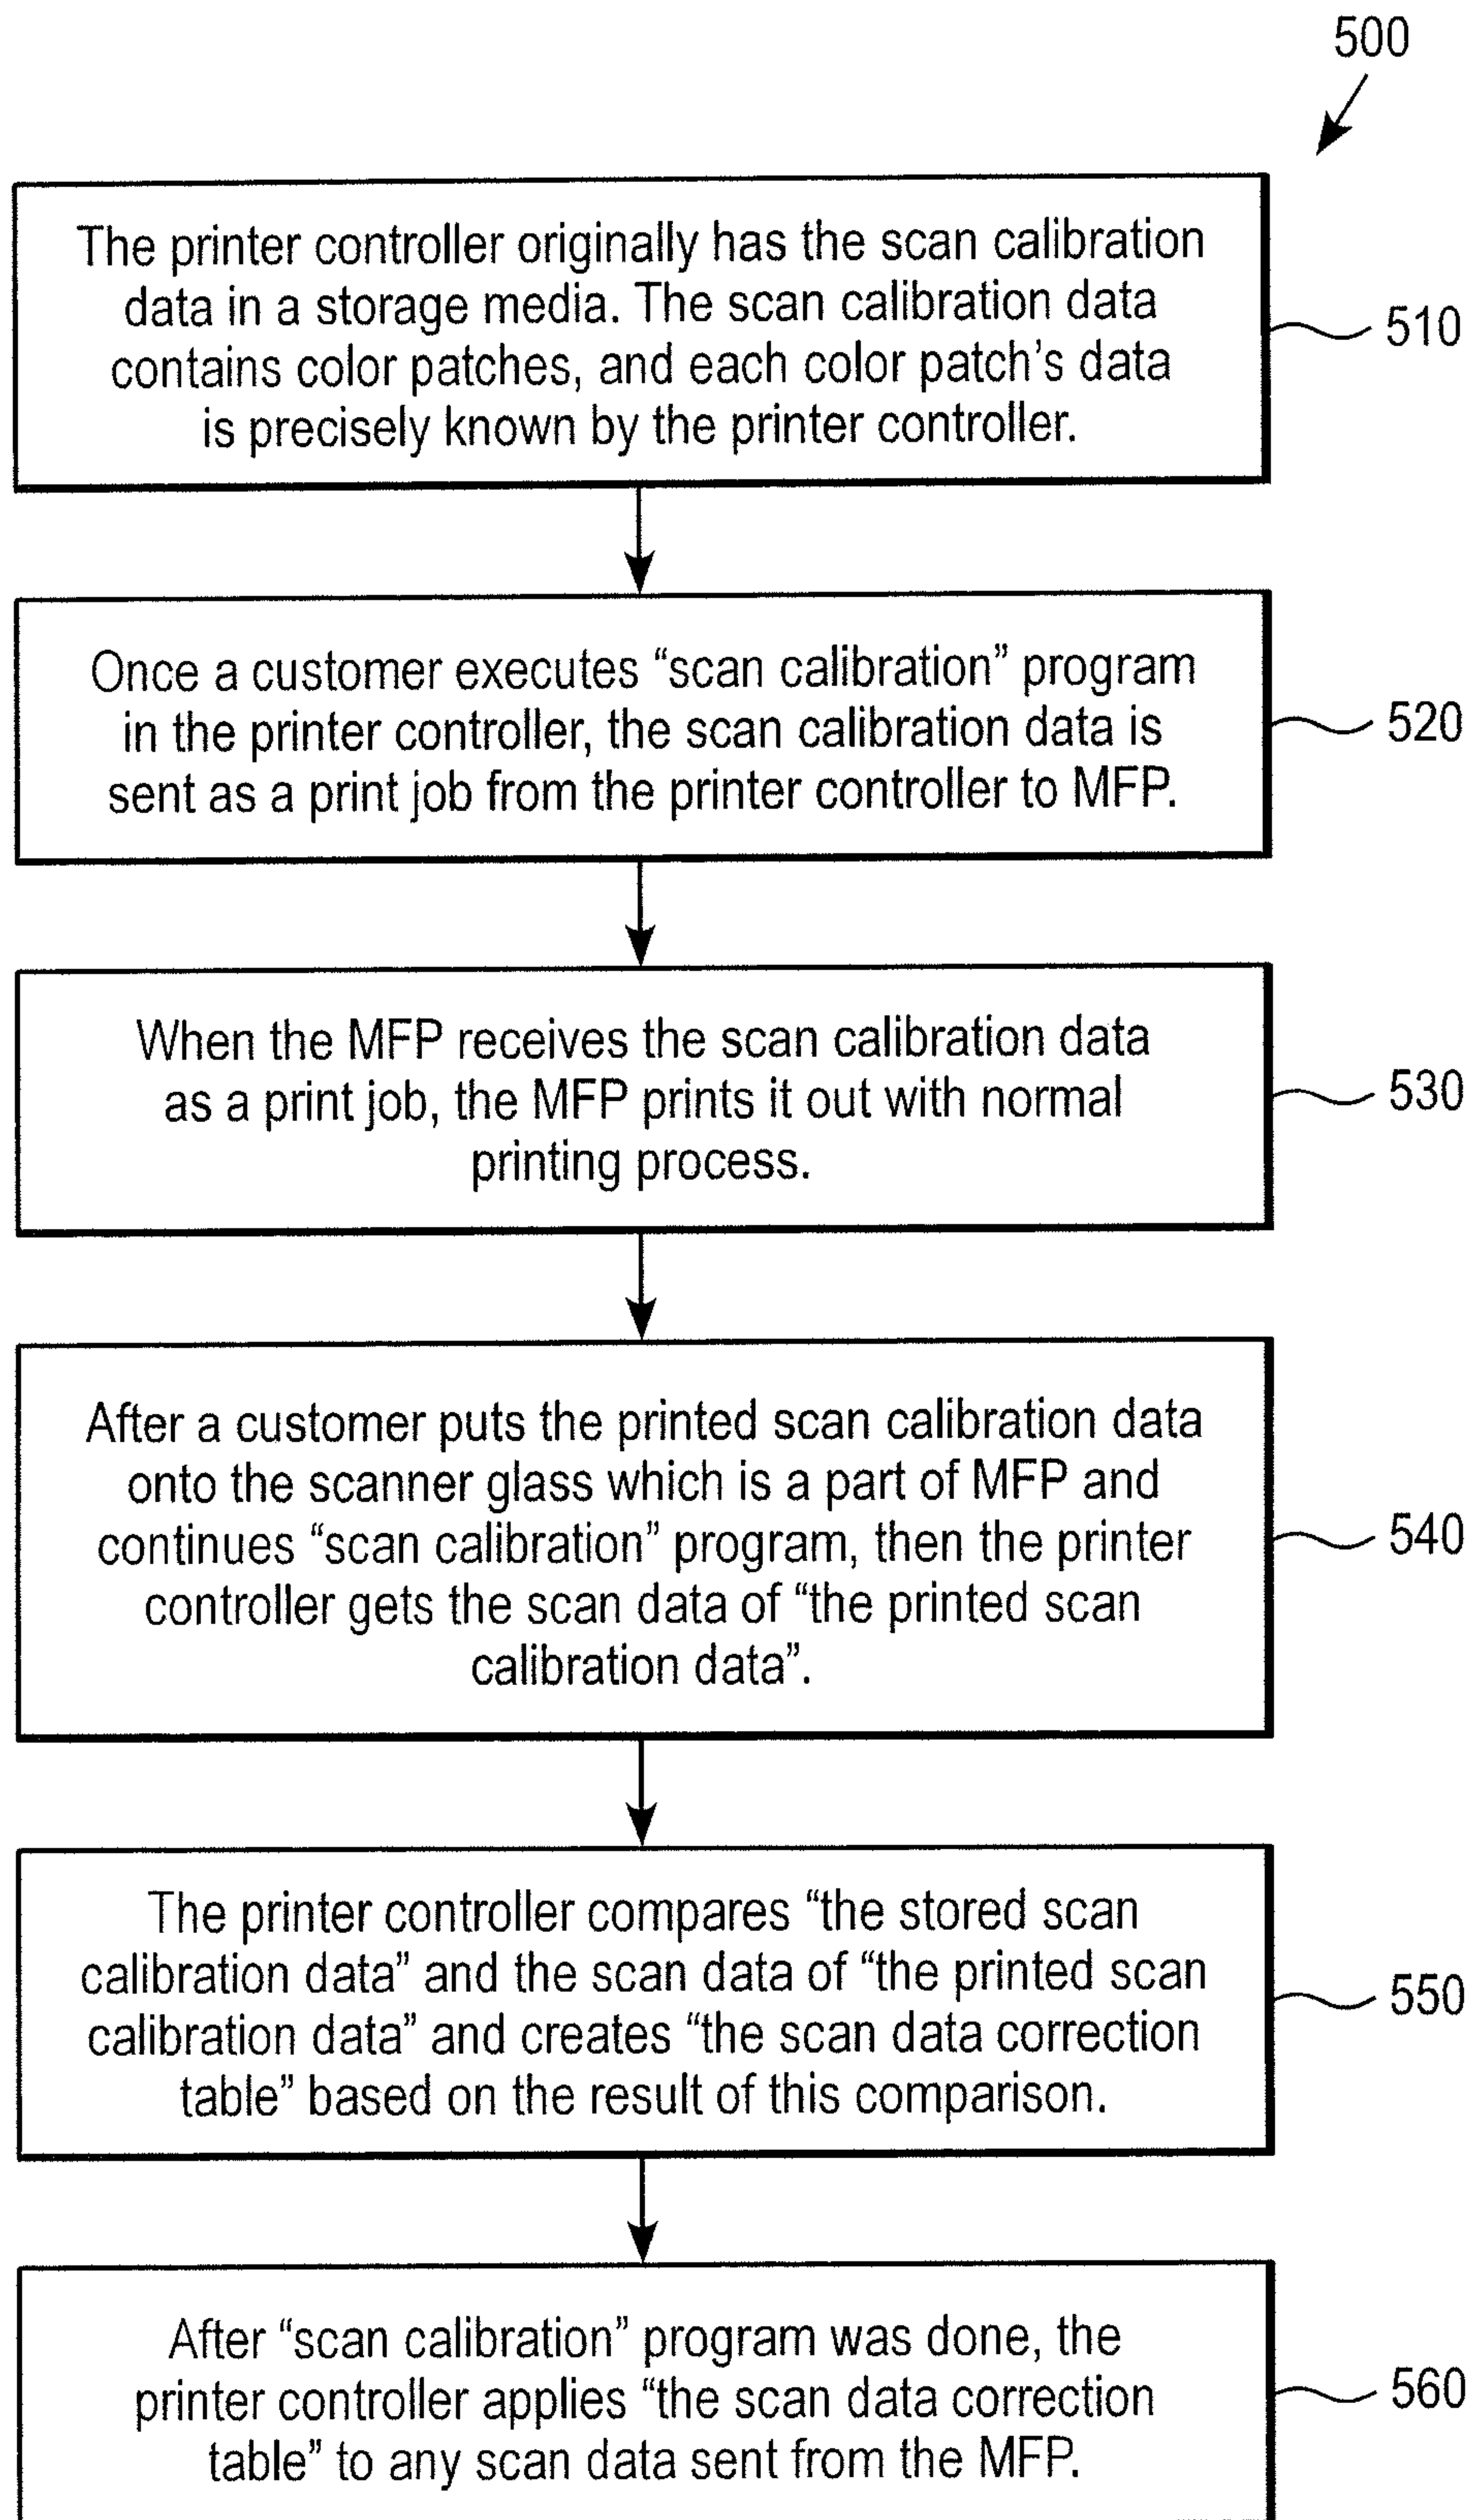 500
The printer controller originally has the scan calibration
data in a storage media. The scan calibration data
contains color patches, and each color patch's data
is precisely known by the printer controller.
510
Once a customer executes “scan calibration” program
in the printer controller, the scan calibration data is
sent as a print job from the printer controller to MFP.
520
When the MFP receives the scan calibration data
as a print job, the MFP prints it out with normal
printing process.
530
After a customer puts the printed scan calibration data
onto the scanner glass which is a part of MFP and
continues “scan calibration” program, then the printer
controller gets the scan data of “the printed scan
calibration data”.
540
The printer controller compares “the stored scan
calibration data” and the scan data of “the printed scan
calibration data” and creates “the scan data correction
table” based on the result of this comparison.
550
After “scan calibration” program was done, the
printer controller applies “the scan data correction
table” to any scan data sent from the MFP.
560